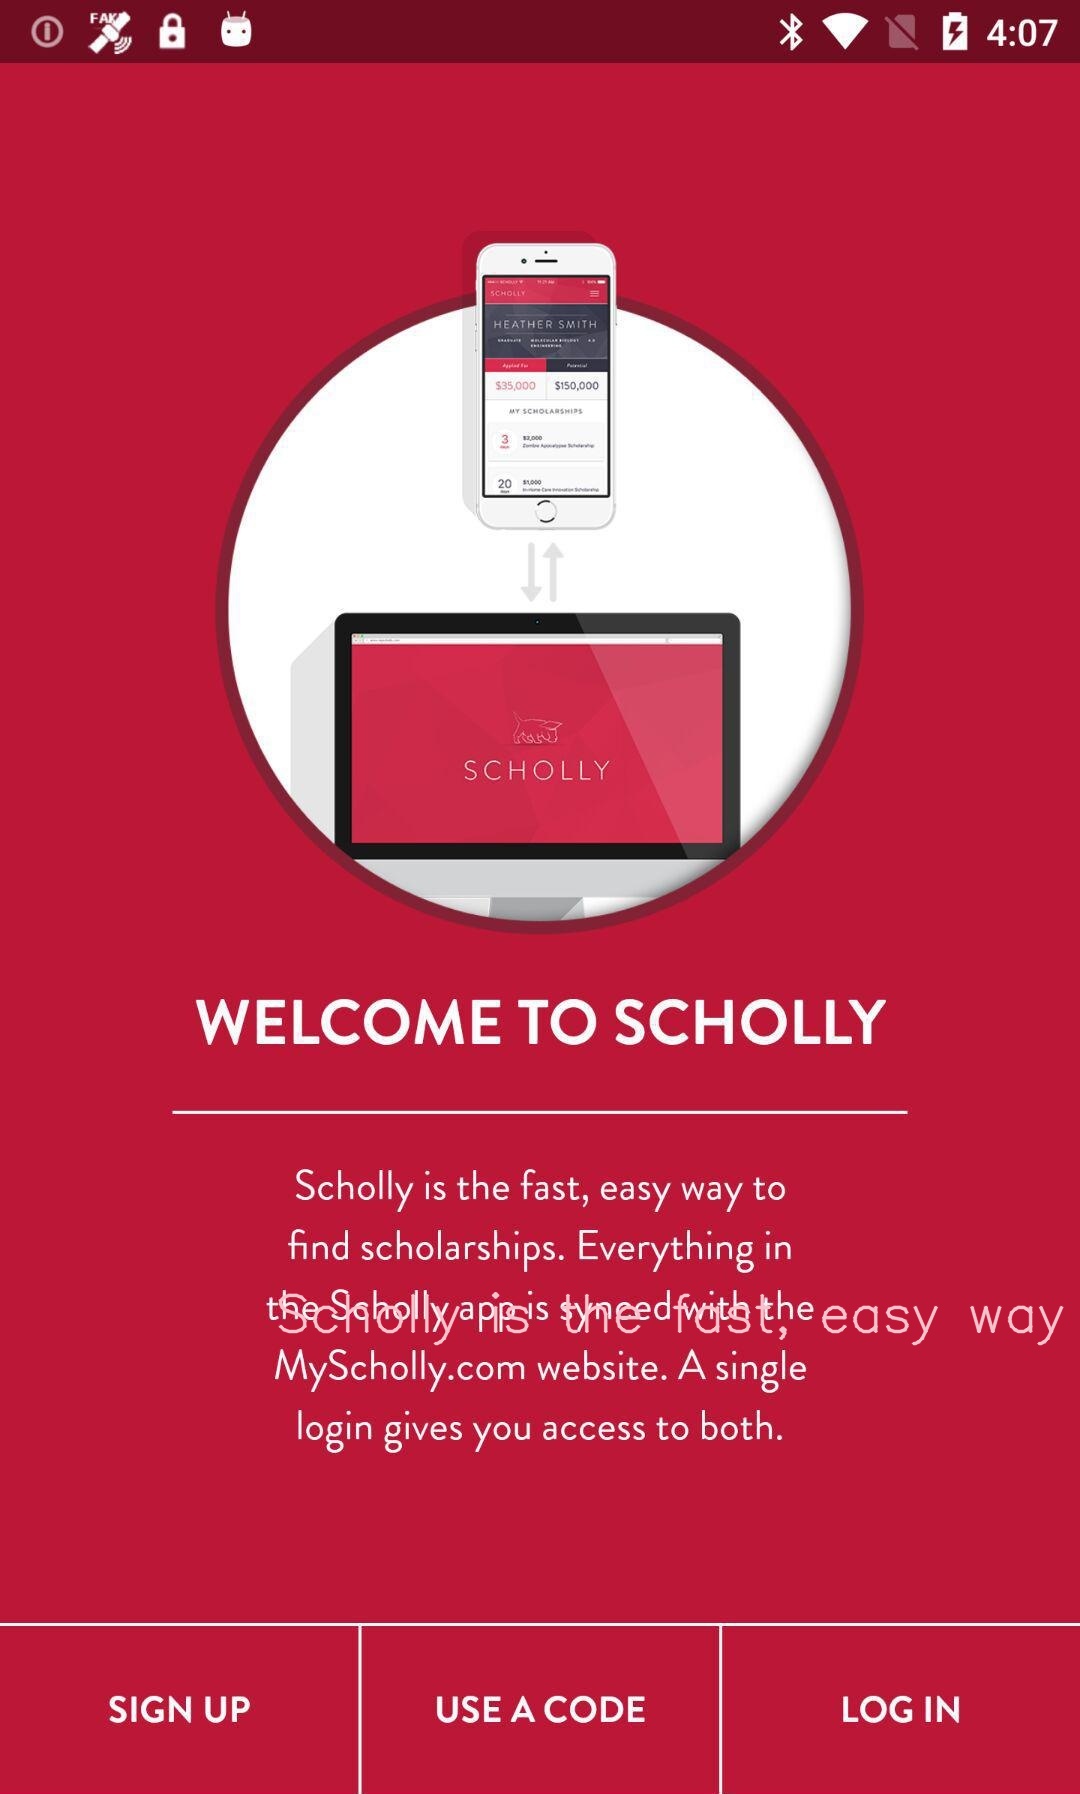 FAKE
4:07
SCHOLLY
HEATHER SMITH
GRADUATE MOLECULAR BIOLOGY 4.0
ENGINEERING
Applied For Potential
$35,000 $150,000
MY SCHOLARSHIPS
3 $2,000
DAYS Zombie Apocalypse Scholarship
20 $1,000
DAYS In-Home Care Innovation Scholarship
SCHOLLY
WELCOME TO SCHOLLY
Scholly is the fast, easy way to
find scholarships. Everything in
the Scholly app is synced with the
Scholly is the fast, easy way
MyScholly.com website. A single
login gives you access to both.
SIGN UP USE A CODE LOG IN